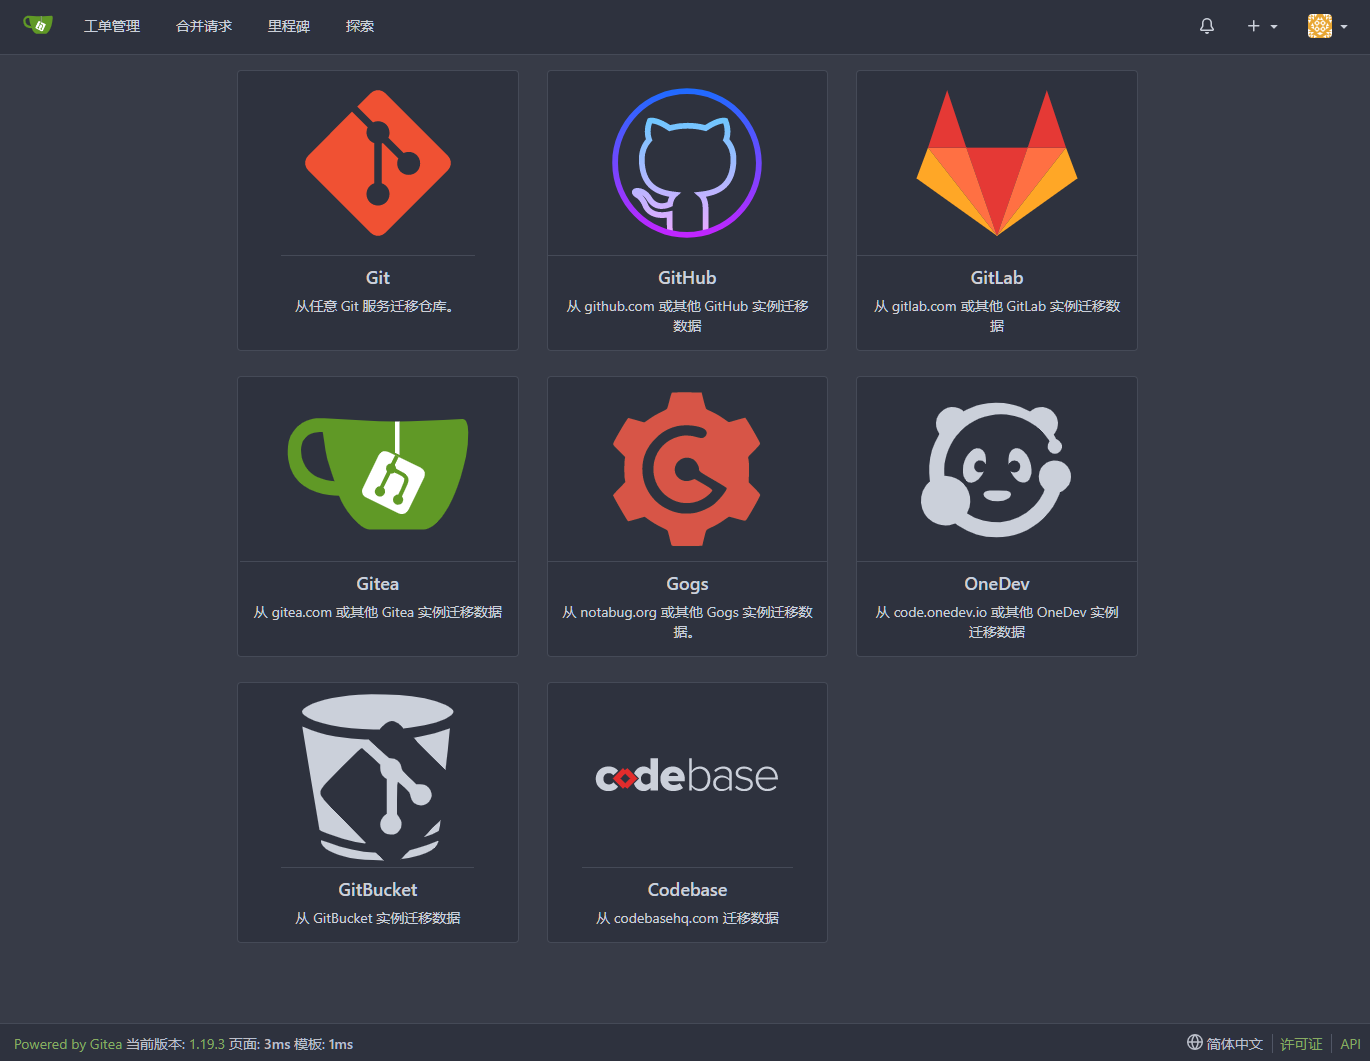 工单管理 合并请求 里程碑 探索
Git
从任意 Git 服务迁移仓库。
GitHub
从 github.com 或其他 GitHub 实例迁移
数据
GitLab
从 gitlab.com 或其他 GitLab 实例迁移数
据
Gitea
从 gitea.com 或其他 Gitea 实例迁移数据
Gogs
从 notabug.org 或其他 Gogs 实例迁移数
据。
OneDev
从 code.onedev.io 或其他 OneDev 实例
迁移数据
GitBucket
从 GitBucket 实例迁移数据
codebase
Codebase
从 codebasehq.com 迁移数据
Powered by Gitea 当前版本: 1.19.3 页面: 3ms 模板: 1ms
简体中文 许可证 API